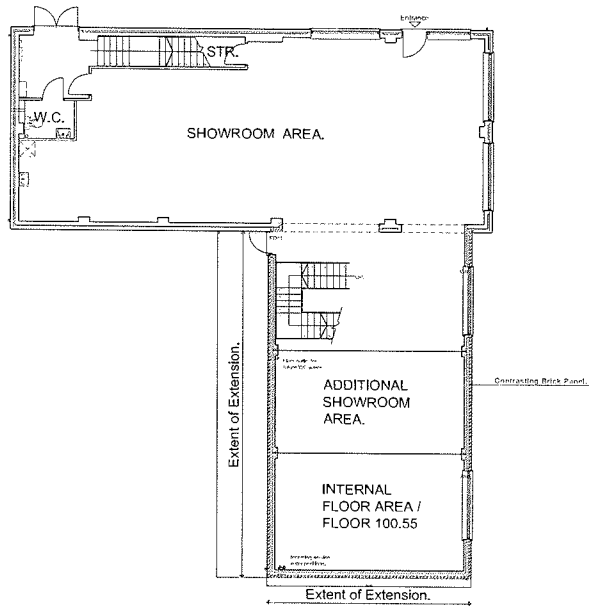 Entrance
STR.
W.C.
SHOWROOM AREA.
Extent of Extension.
ADDITIONAL
SHOWROOM
AREA.
Contrasting Brick Panel.
INTERNAL
FLOOR AREA /
FLOOR 100.55
Extent of Extension.